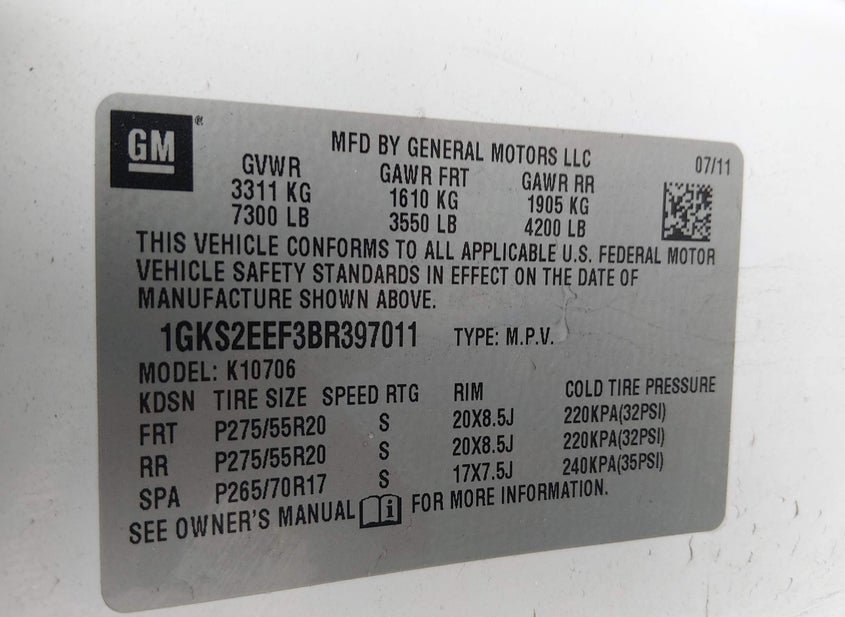 GM®
MFD BY GENERAL MOTORS LLC 07/11
GVWR GAWR FRT GAWR RR
3311 KG 1610 KG 1905 KG
7300 LB 3550 LB 4200 LB
THIS VEHICLE CONFORMS TO ALL APPLICABLE U.S. FEDERAL MOTOR
VEHICLE SAFETY STANDARDS IN EFFECT ON THE DATE OF
MANUFACTURE SHOWN ABOVE.
1GKS2EEF3BR397011 TYPE: M.P.V.
MODEL: K10706
KDSN TIRE SIZE SPEED RTG RIM COLD TIRE PRESSURE
FRT P275/55R20 S 20X8.5J 220KPA(32PSI)
RR P275/55R20 S 20X8.5J 220KPA(32PSI)
SPA P265/70R17 S 17X7.5J 240KPA(35PSI)
SEE OWNER'S MANUAL i FOR MORE INFORMATION.